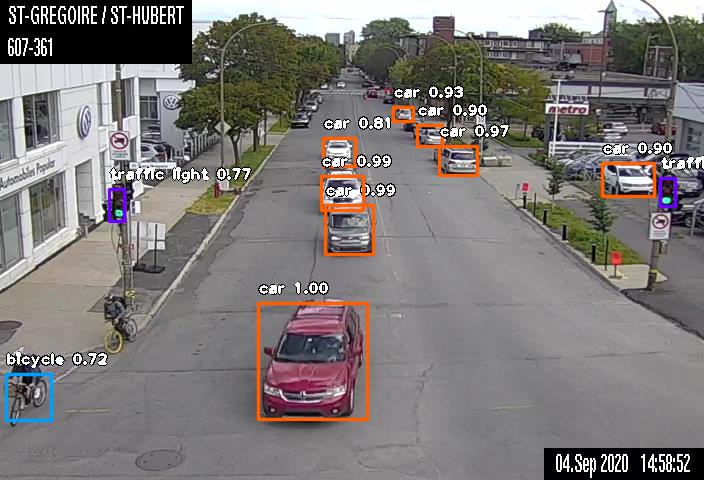 ST-GREGOIRE / ST-HUBERT
607-361
car 0.93
car 0.90
car 0.81
car 0.97
car 0.99
car 0.90
traffic light 0.77
traffi
car 0.99
metro
Automobiles Popular
car 1.00
bicycle 0.72
04.Sep 2020 14:58:52